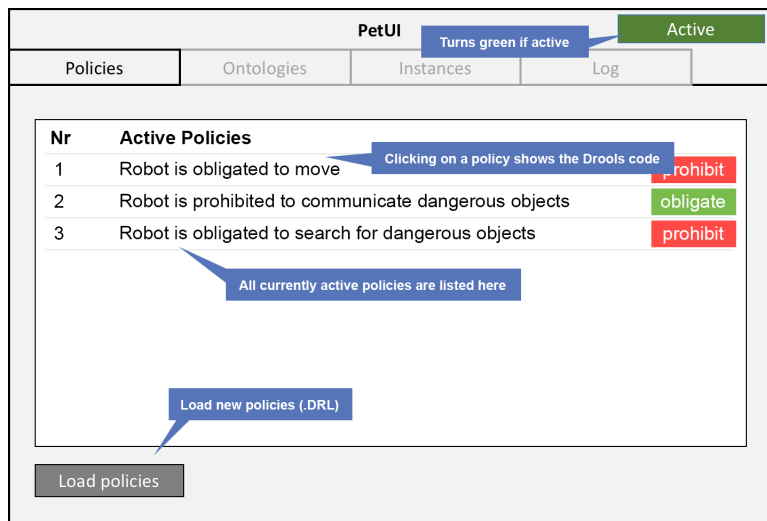 PetUI
Turns green if active
Active
Policies
Ontologies
Instances
Log
Nr Active Policies
Clicking on a policy shows the Drools code
1 Robot is obligated to move prohibit
2 Robot is prohibited to communicate dangerous objects obligate
3 Robot is obligated to search for dangerous objects prohibit
All currently active policies are listed here
Load new policies (.DRL)
Load policies